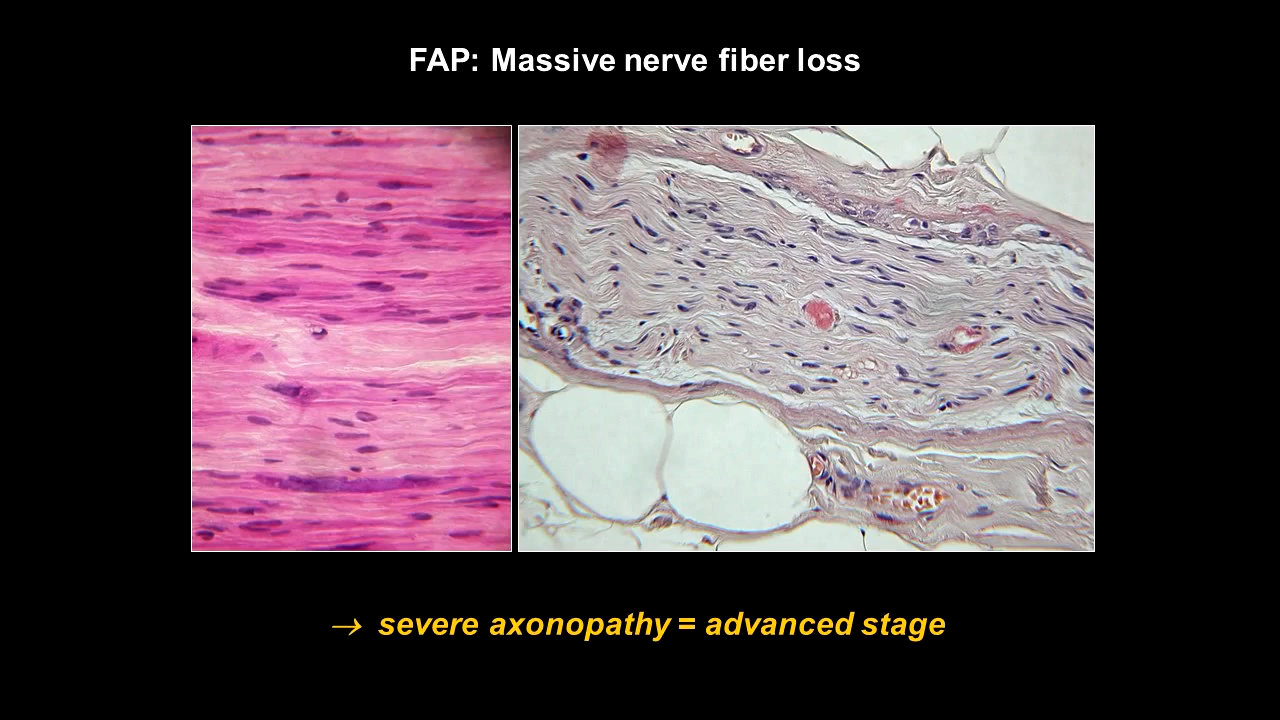 FAP: Massive nerve fiber loss
→ severe axonopathy = advanced stage